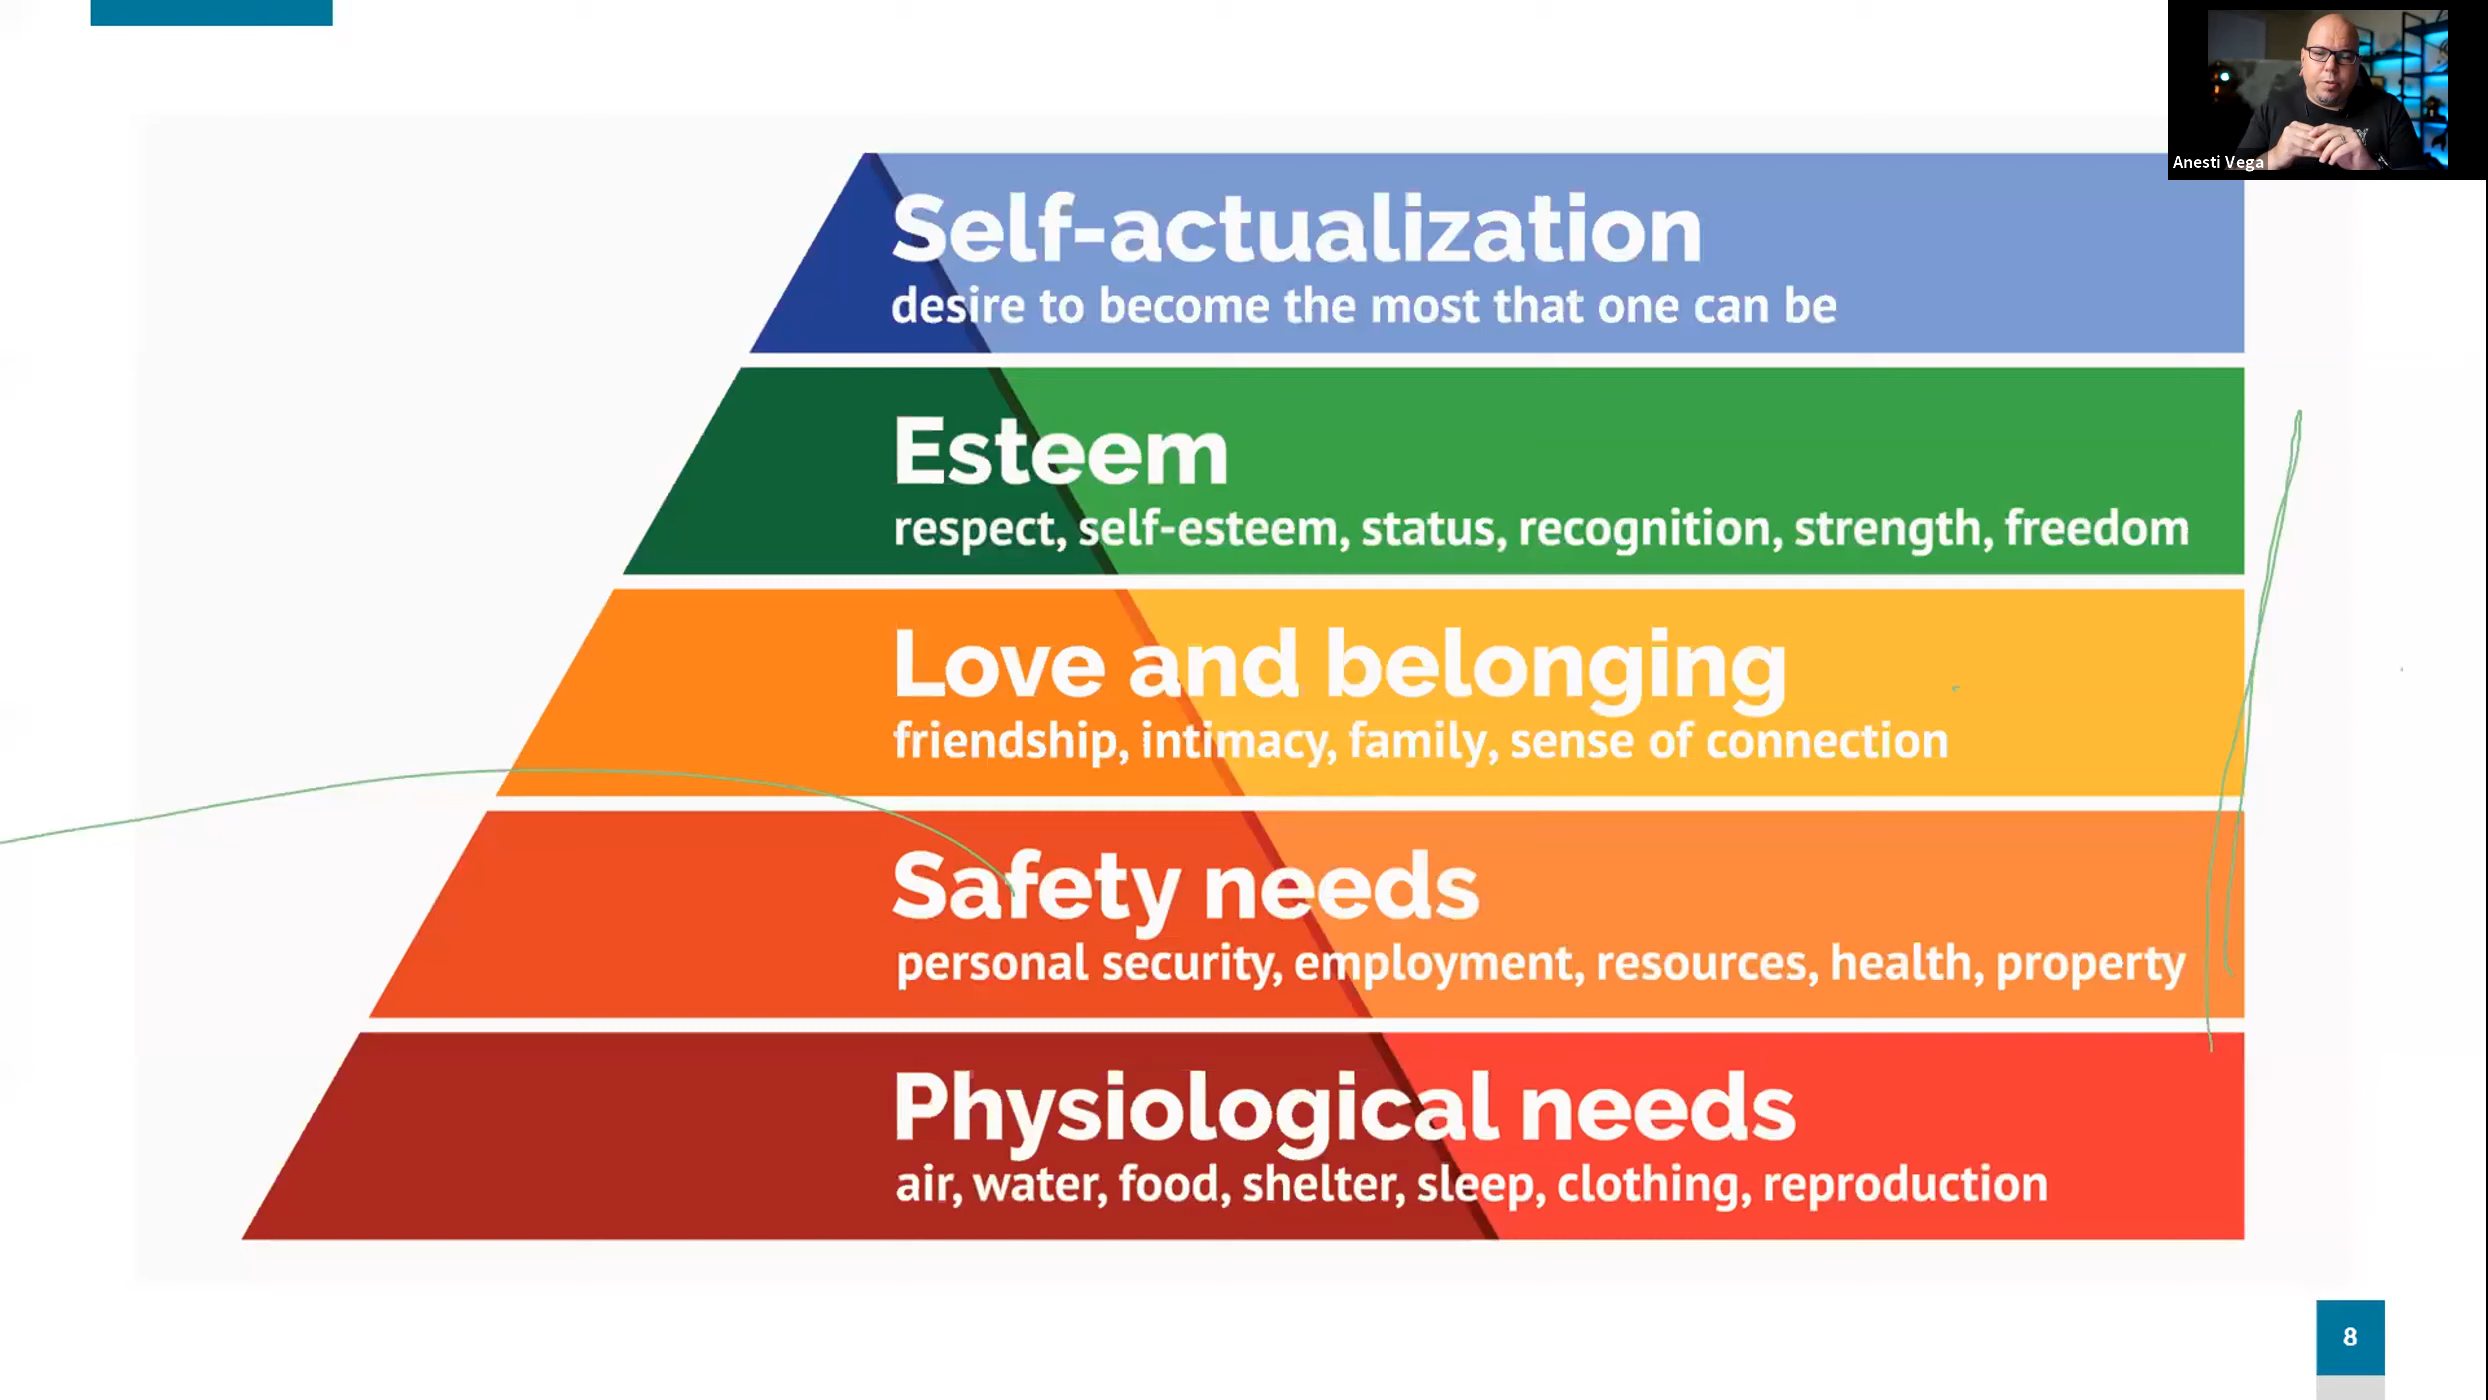 Anesti Vega
Self-actualization
desire to become the most that one can be
Esteem
respect, self-esteem, status, recognition, strength, freedom
Love and belonging
friendship, intimacy, family, sense of connection
Safety needs
personal security, employment, resources, health, property
Physiological needs
air, water, food, shelter, sleep, clothing, reproduction
8